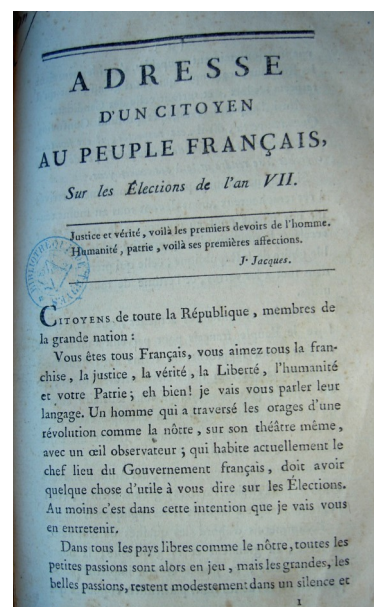 ADRESSE
D'UN CITOYEN
AU PEUPLE FRANÇAIS,
Sur les Élections de l'an VII.
Justice et vérité, voilà les premiers devoirs de l'homme.
Humanité, patrie, voilà ses premières affections.
J. Jacques.
CITOYENS de toute la République, membres de
la grande nation :
Vous êtes tous Français, vous aimez tous la fran-
chise, la justice, la vérité, la Liberté, l'humanité
et votre Patrie; eh bien! je vais vous parler leur
langage. Un homme qui a traversé les orages d'une
révolution comme la nôtre, sur son théâtre même,
avec un œil observateur; qui habite actuellement le
chef lieu du Gouvernement français, doit avoir
quelque chose d'utile à vous dire sur les Élections.
Au moins c'est dans cette intention que je vais vous
en entretenir.
Dans tous les pays libres comme le nôtre, toutes les
petites passions sont alors en jeu, mais les grandes, les
belles passions, restent modestement dans un silence et
1